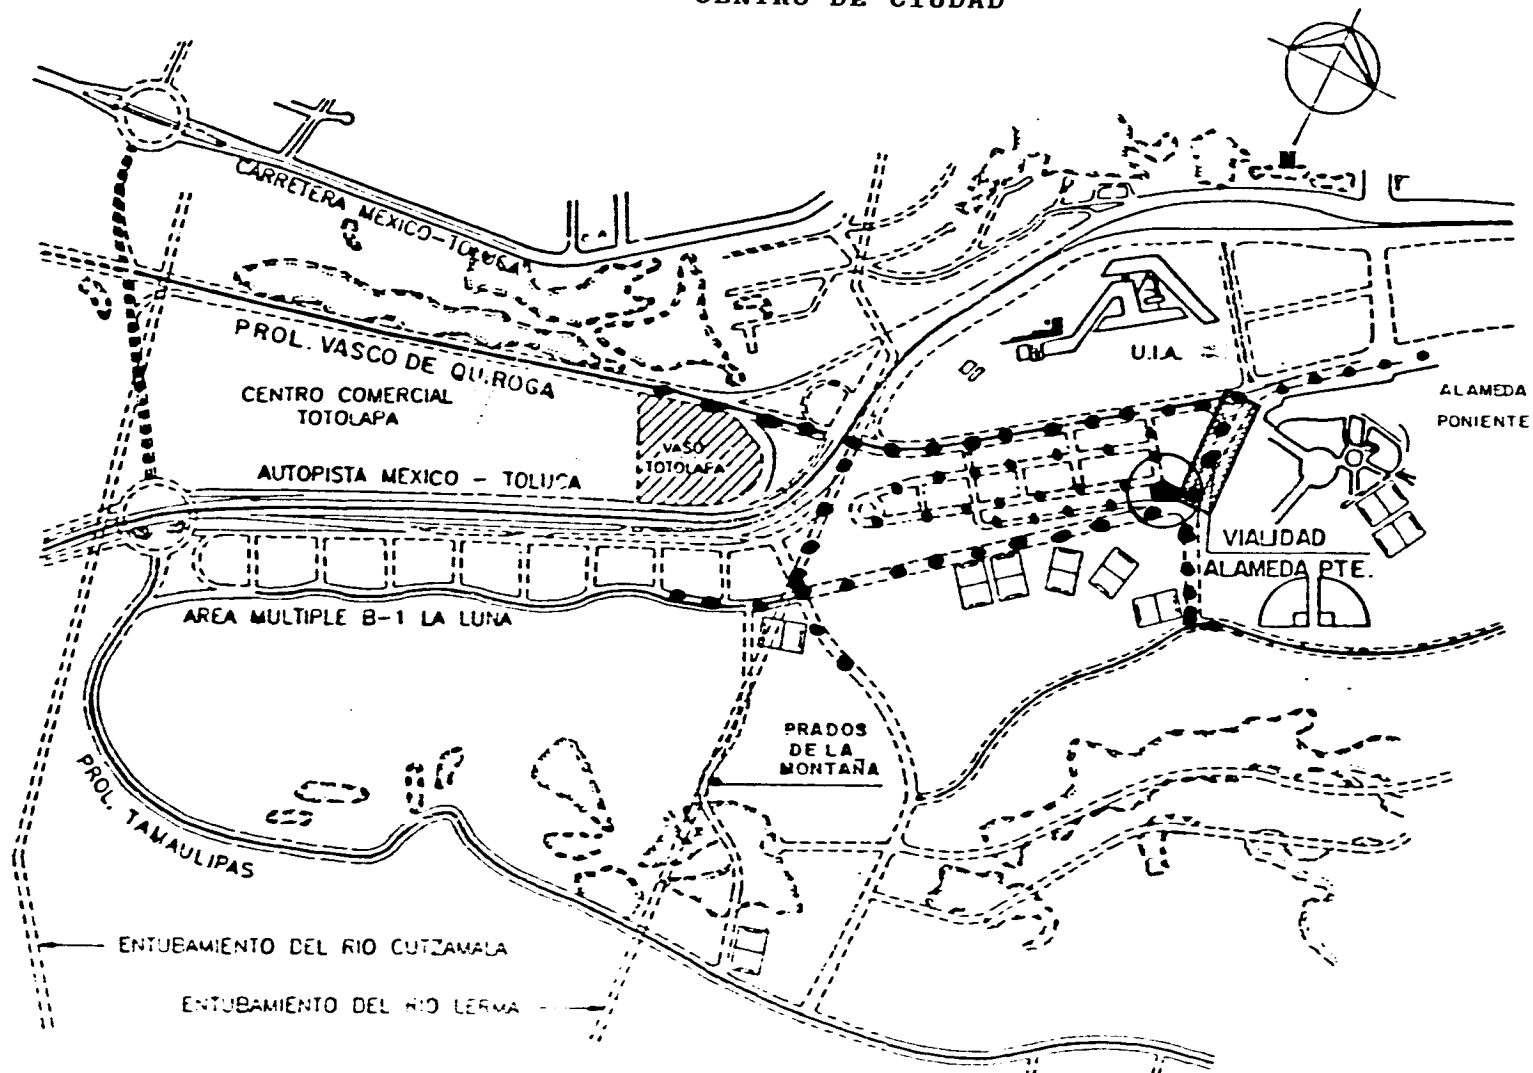 CENTRO DE CIUDAD
N
CARRETERA MEXICO-TOLUCA
PROL. VASCO DE QUIROGA
U.I.A.
CENTRO COMERCIAL
TOTOLAPA
ALAMEDA
PONIENTE
VASO
TOTOLAPA
AUTOPISTA MEXICO - TOLUCA
VIALIDAD
ALAMEDA PTE.
AREA MULTIPLE B-1 LA LUNA
PRADOS
DE LA
MONTAÑA
PROL. TAMAULIPAS
ENTUBAMIENTO DEL RIO CUTZAMALA
ENTUBAMIENTO DEL RIO LERMA